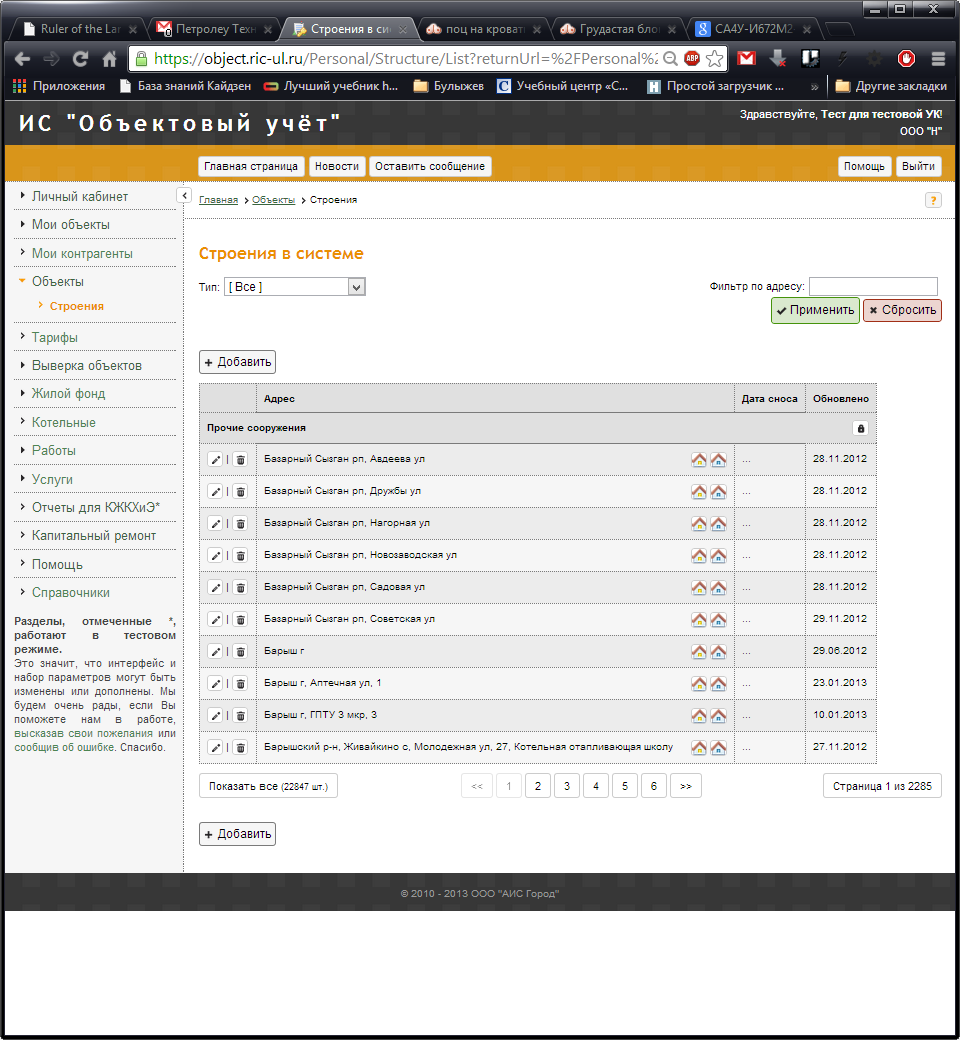 Ruler of the Lar
Петролеу Техн
Строения в сис
поц на кроват
Грудастая бло
СА4У-И672М2-
https://object.ric-ul.ru/Personal/Structure/List?returnUrl=%2FPersonal%2
ABP
Приложения
База знаний Кайдзен
Лучший учебник h...
Булыжев
Учебный центр «С...
Простой загрузчик ...
»
Другие закладки
ИС "Объектовый учёт"
Здравствуйте, Тест для тестовой УК!
ООО "Н"
Главная страница
Новости
Оставить сообщение
Помощь
Выйти
Личный кабинет
Мои объекты
Мои контрагенты
Объекты
Строения
Тарифы
Выверка объектов
Жилой фонд
Котельные
Работы
Услуги
Отчеты для КЖКХиЭ*
Капитальный ремонт
Помощь
Справочники
Разделы, отмеченные *,
работают в тестовом
режиме.
Это значит, что интерфейс и
набор параметров могут быть
изменены или дополнены. Мы
будем очень рады, если Вы
поможете нам в работе,
высказав свои пожелания или
сообщив об ошибке. Спасибо.
Главная > Объекты > Строения
?
Строения в системе
Тип: [ Все ]
Фильтр по адресу:
Применить
Сбросить
+ Добавить
Адрес Дата сноса Обновлено
Прочие сооружения
| Базарный Сызган рп, Авдеева ул ... 28.11.2012
| Базарный Сызган рп, Дружбы ул ... 28.11.2012
| Базарный Сызган рп, Нагорная ул ... 28.11.2012
| Базарный Сызган рп, Новозаводская ул ... 28.11.2012
| Базарный Сызган рп, Садовая ул ... 28.11.2012
| Базарный Сызган рп, Советская ул ... 29.11.2012
| Барыш г ... 29.06.2012
| Барыш г, Аптечная ул, 1 ... 23.01.2013
| Барыш г, ГПТУ 3 мкр, 3 ... 10.01.2013
| Барышский р-н, Живайкино с, Молодежная ул, 27, Котельная отапливающая школу ... 27.11.2012
Показать все (22847 шт.)
<< 1 2 3 4 5 6 >>
Страница 1 из 2285
+ Добавить
© 2010 - 2013 ООО "АИС Город"